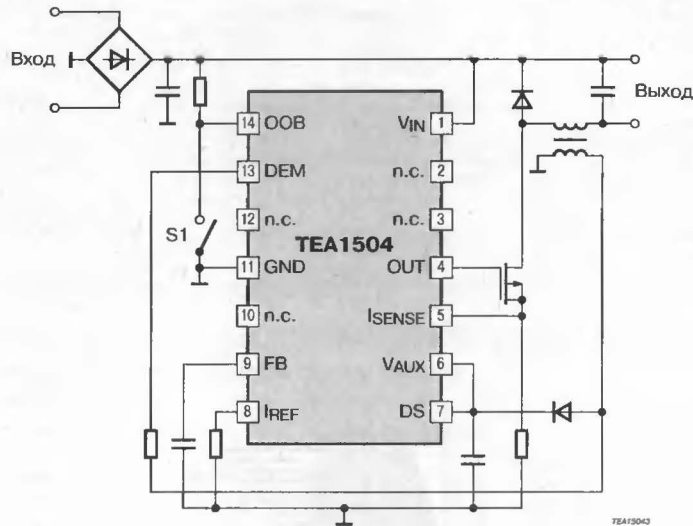 Вход
Выход
S1
TEA1504
14 OOB
13 DEM
12 n.c.
11 GND
10 n.c.
9 FB
8 IREF
VIN 1
n.c. 2
n.c. 3
OUT 4
ISENSE 5
VAUX 6
DS 7
TEA15043